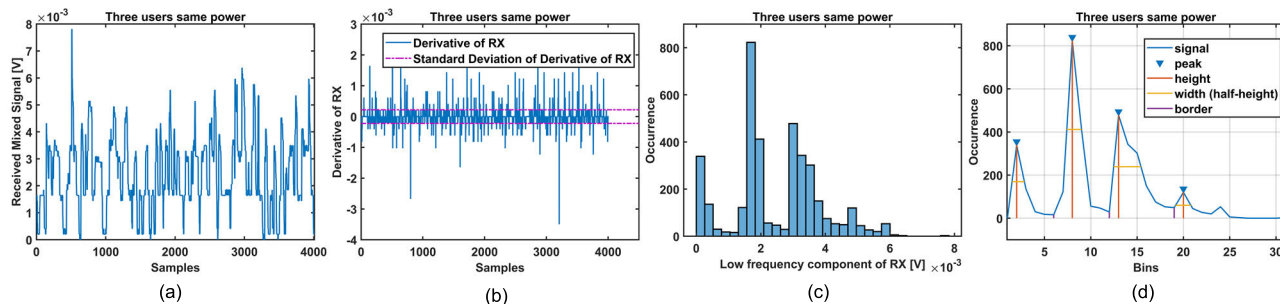 Three users same power
×10⁻³
8
7
6
5
4
3
2
1
0
Received Mixed Signal [V]
0 1000 2000 3000 4000
Samples
(a)
Three users same power
×10⁻³
3
2
1
0
-1
-2
-3
-4
Derivative of RX
Derivative of RX
Standard Deviation of Derivative of RX
0 1000 2000 3000 4000
Samples
(b)
Three users same power
800
600
400
200
0
Occurrence
0 2 4 6 8
Low frequency component of RX [V] ×10⁻³
(c)
Three users same power
800
600
400
200
0
Occurrence
signal
peak
height
width (half-height)
border
5 10 15 20 25 30
Bins
(d)